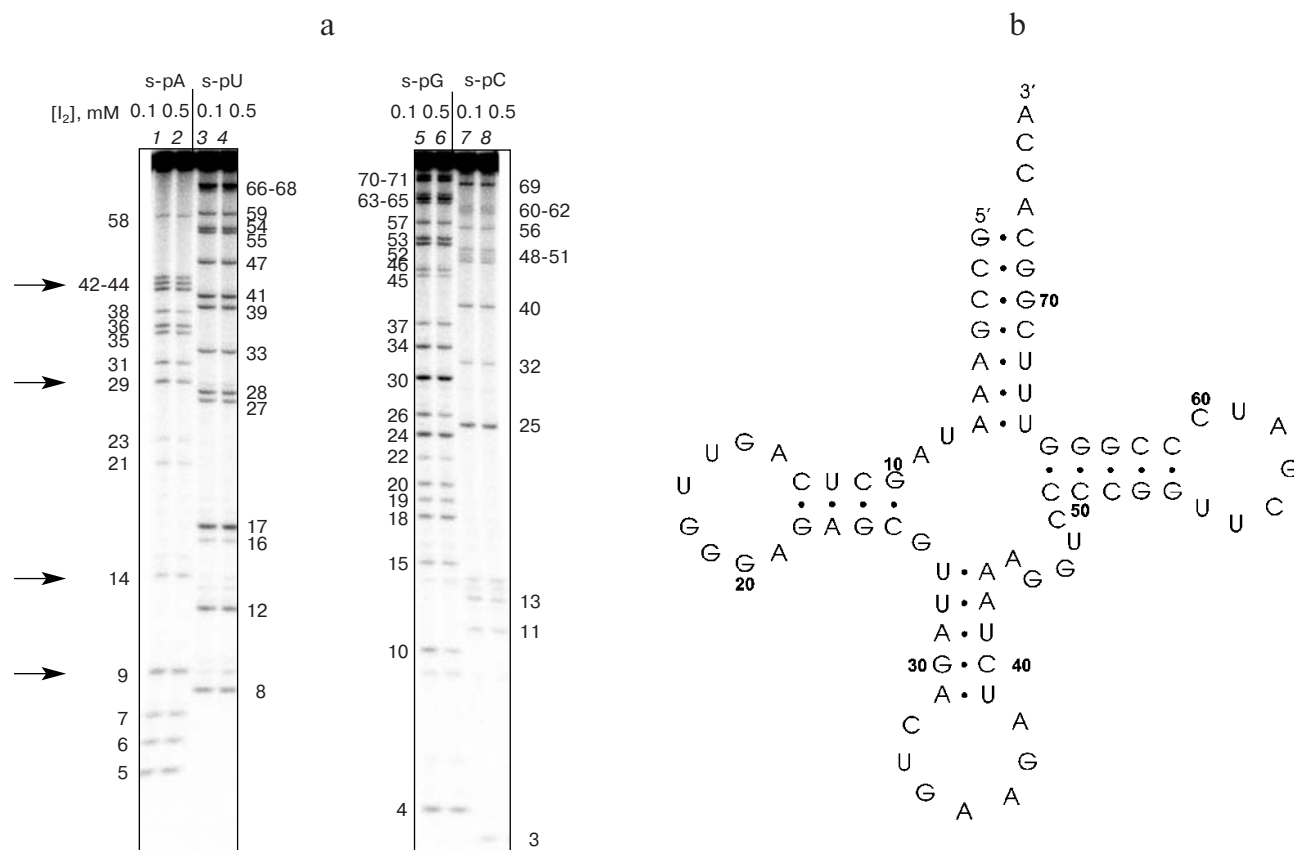 a
s-pA s-pU
[I₂], mM 0.1 0.5 0.1 0.5
1 2 3 4
58
42-44
38
36
35
31
29
23
21
14
9
7
6
5
66-68
59
54
55
47
41
39
33
28
27
17
16
12
8
s-pG s-pC
0.1 0.5 0.1 0.5
5 6 7 8
70-71
63-65
57
53
52
46
45
37
34
30
26
24
22
20
19
18
15
10
4
69
60-62
56
48-51
40
32
25
13
11
3
b
3′
A
C
C
5′ A
G • C
C • G
C • G 70
G • C
A • U
A • U
A • U
U
A
10
G C U C
A G U U G G G A
20
G A G C
G
U • A
U • A
A • U
30 G • C 40
A • U
C A
U G
G A A
A G G U C
50
C C C G G
U U C G A U C
60
C C G G G